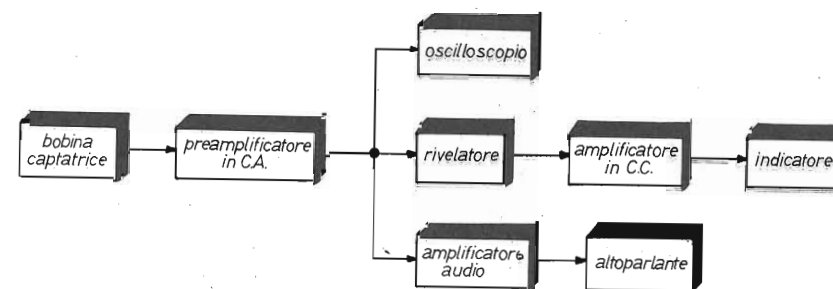 oscilloscopio
bobina
captatrice
preamplificatore
in C.A.
rivelatore
amplificatore
in C.C.
indicatore
amplificatore
audio
altoparlante